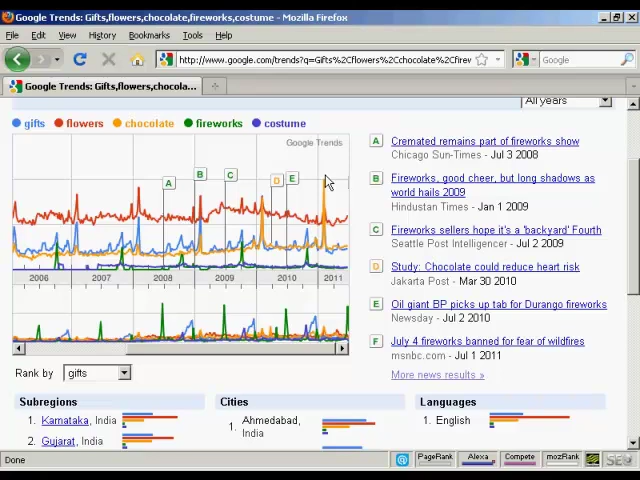 Google Trends: Gifts,flowers,chocolate,fireworks,costume - Mozilla Firefox
File Edit View History Bookmarks Tools Help
http://www.google.com/trends?q=Gifts%2Cflowers%2Cchocolate%2Cfirev
Google
Google Trends: Gifts,flowers,chocola...
All years
gifts flowers chocolate fireworks costume
Google Trends
A B C D E
2006 2007 2008 2009 2010 2011
A Cremated remains part of fireworks show
Chicago Sun-Times - Jul 3 2008
B Fireworks, good cheer, but long shadows as
world hails 2009
Hindustan Times - Jan 1 2009
C Fireworks sellers hope it's a 'backyard' Fourth
Seattle Post Intelligencer - Jul 2 2009
D Study: Chocolate could reduce heart risk
Jakarta Post - Mar 30 2010
E Oil giant BP picks up tab for Durango fireworks
Newsday - Jul 2 2010
F July 4 fireworks banned for fear of wildfires
msnbc.com - Jul 1 2011
More news results »
Rank by gifts
Subregions
1. Karnataka, India
2. Gujarat, India
Cities
1. Ahmedabad,
India
Languages
1. English
Done
PageRank Alexa Compete mozRank